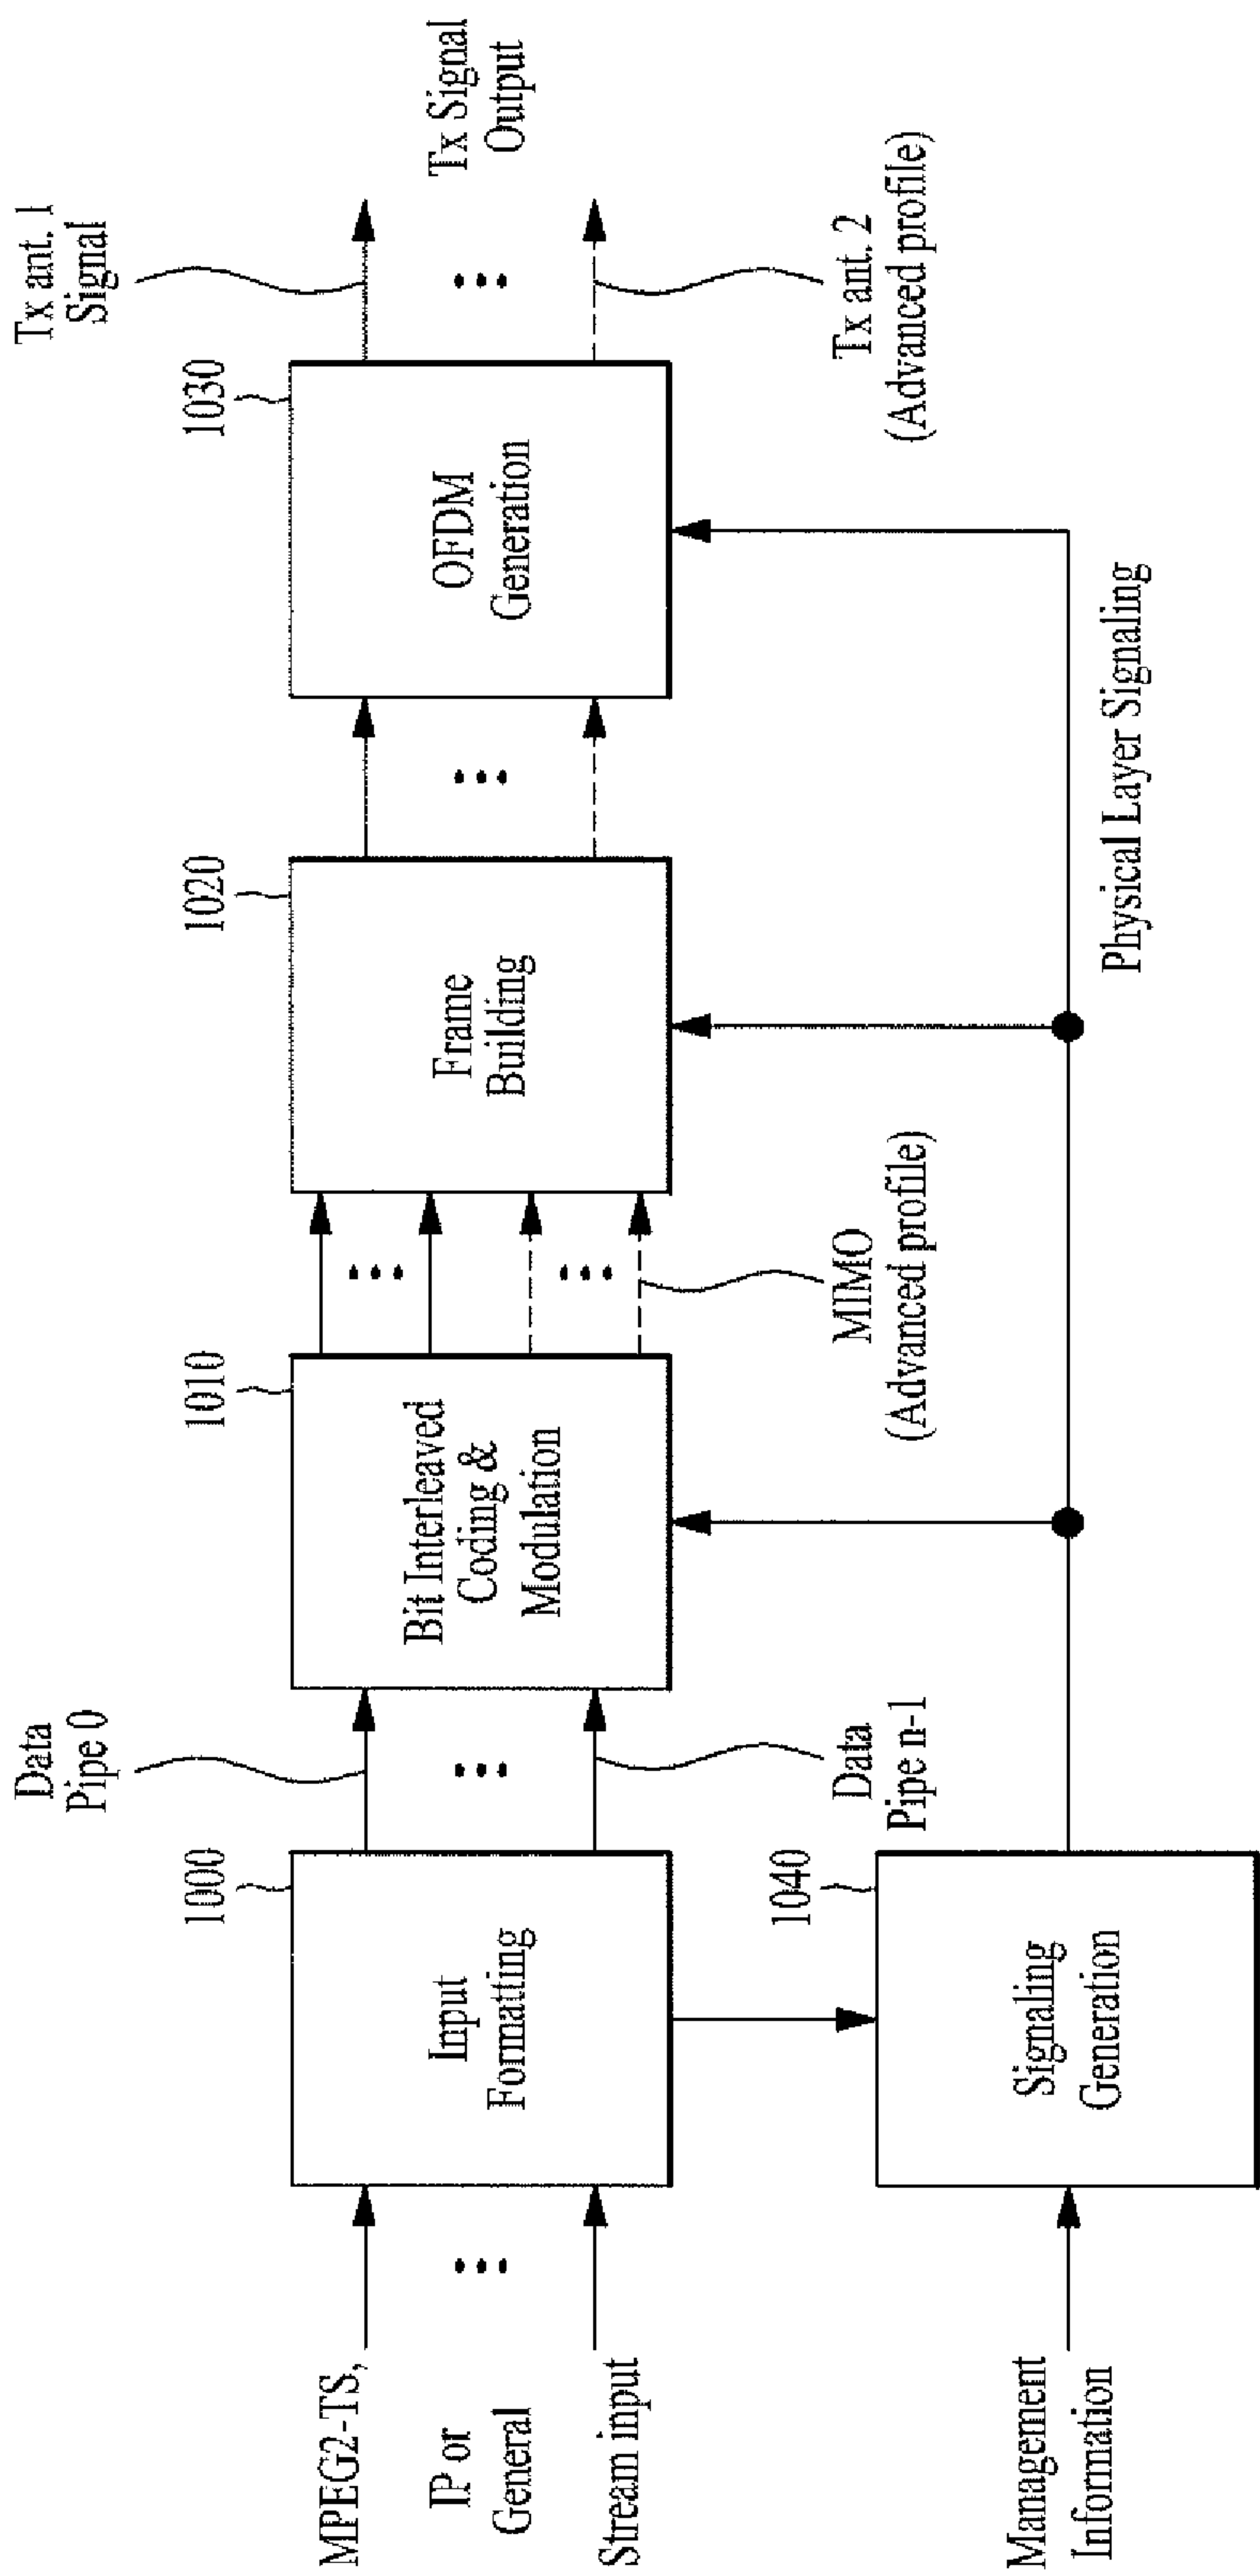 MPEG2-TS,
IP or
General
Stream input
Management
Information
1000
Input
Formatting
1040
Signaling
Generation
Data
Pipe 0
Data
Pipe n-1
1010
Bit Interleaved
Coding &
Modulation
MIMO
(Advanced profile)
1020
Frame
Building
Physical Layer Signaling
1030
OFDM
Generation
Tx ant. 1
Signal
Tx Signal
Output
Tx ant. 2
(Advanced profile)